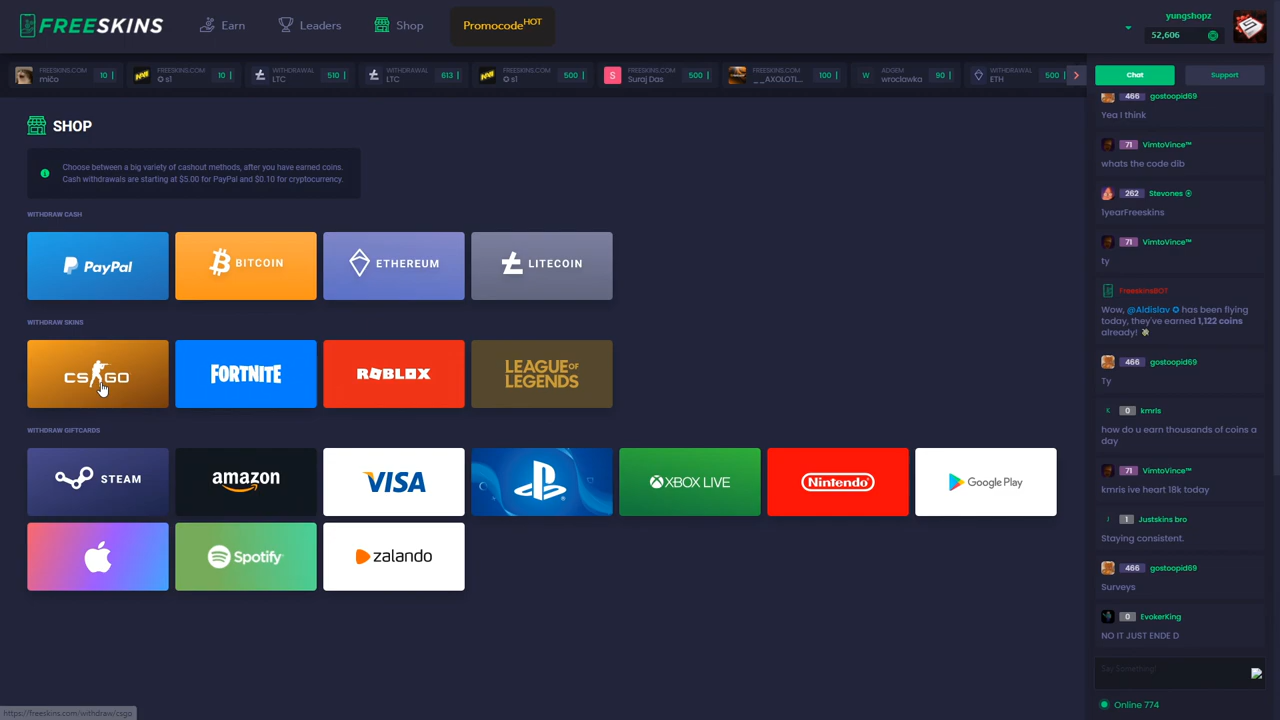 FREESKINS
Earn
Leaders
Shop
Promocode HOT
yungshopz
52,606
FREESKINS.COM
mičo
10
FREESKINS.COM
✪ s1
10
WITHDRAWAL
LTC
510
WITHDRAWAL
LTC
613
FREESKINS.COM
✪ s1
500
S
FREESKINS.COM
Suraj Das
500
FREESKINS.COM
__AXOLOTL...
100
W
ADGEM
wroclawka
90
WITHDRAWAL
ETH
500
Chat
Support
SHOP
Choose between a big variety of cashout methods, after you have earned coins.
Cash withdrawals are starting at $5.00 for PayPal and $0.10 for cryptocurrency.
WITHDRAW CASH
PayPal
BITCOIN
ETHEREUM
LITECOIN
WITHDRAW SKINS
CS GO
FORTNITE
ROBLOX
LEAGUE OF
LEGENDS
WITHDRAW GIFTCARDS
STEAM
amazon
VISA
XBOX LIVE
Nintendo
Google Play
Spotify
zalando
466 gostoopid69
Yea I think
71 VimtoVince™
whats the code dib
262 Stevones
1yearFreeskins
71 VimtoVince™
ty
FreeskinsBOT
Wow, @Aldislav ✪ has been flying
today, they've earned 1,122 coins
already!
466 gostoopid69
Ty
K 0 kmrls
how do u earn thousands of coins a
day
71 VimtoVince™
krmrls ive heart 18k today
J 1 Justskins bro
Staying consistent.
466 gostoopid69
Surveys
0 EvokerKing
NO IT JUST ENDE D
Say Something!
Online 774
https://freeskins.com/withdraw/csgo